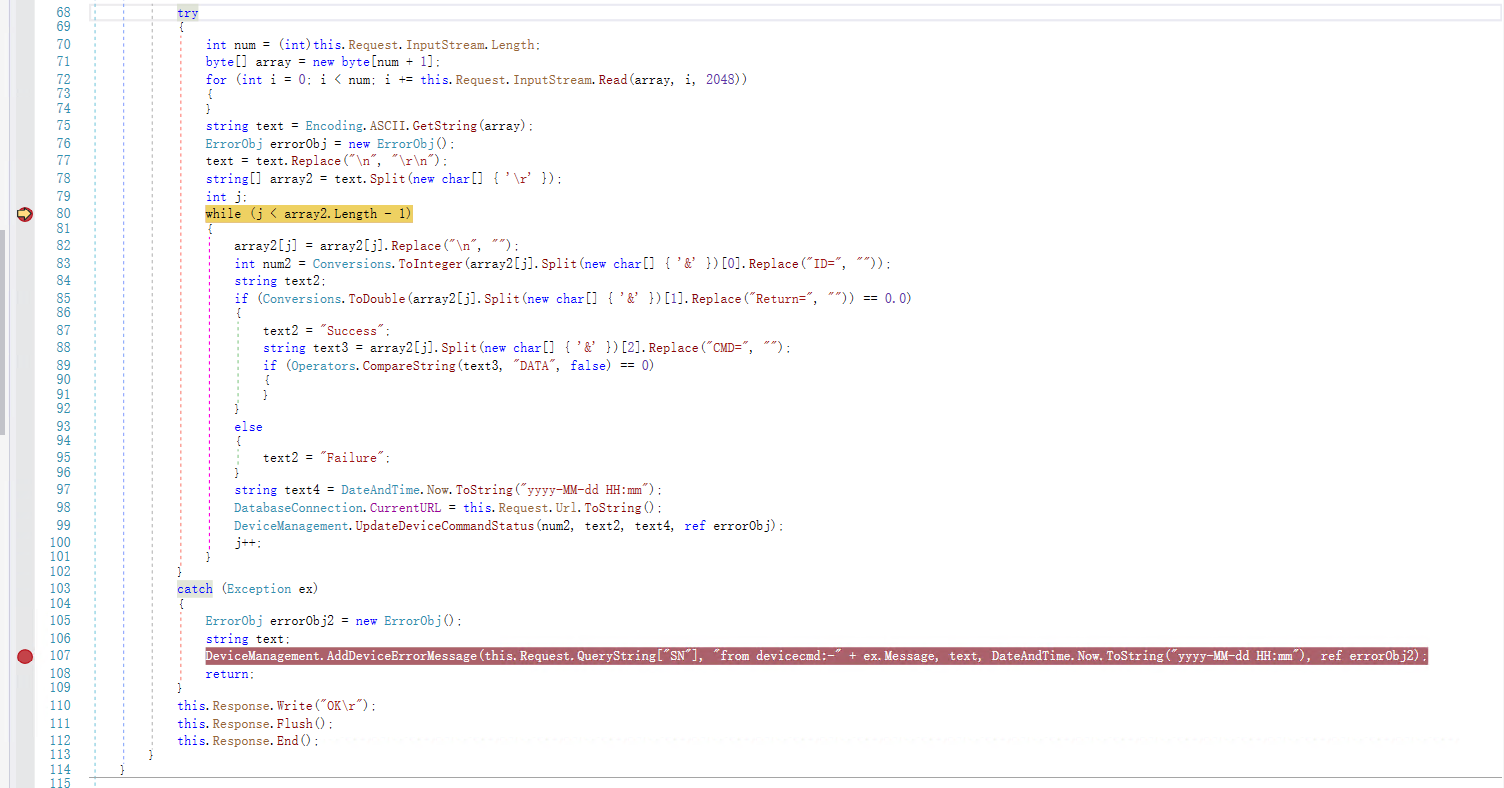 68 try
69 {
70 int num = (int)this.Request.InputStream.Length;
71 byte[] array = new byte[num + 1];
72 for (int i = 0; i < num; i += this.Request.InputStream.Read(array, i, 2048))
73 {
74 }
75 string text = Encoding.ASCII.GetString(array);
76 ErrorObj errorObj = new ErrorObj();
77 text = text.Replace("\n", "\r\n");
78 string[] array2 = text.Split(new char[] { '\r' });
79 int j;
80 while (j < array2.Length - 1)
81 {
82 array2[j] = array2[j].Replace("\n", "");
83 int num2 = Conversions.ToInteger(array2[j].Split(new char[] { '&' })[0].Replace("ID=", ""));
84 string text2;
85 if (Conversions.ToDouble(array2[j].Split(new char[] { '&' })[1].Replace("Return=", "")) == 0.0)
86 {
87 text2 = "Success";
88 string text3 = array2[j].Split(new char[] { '&' })[2].Replace("CMD=", "");
89 if (Operators.CompareString(text3, "DATA", false) == 0)
90 {
91 }
92 }
93 else
94 {
95 text2 = "Failure";
96 }
97 string text4 = DateAndTime.Now.ToString("yyyy-MM-dd HH:mm");
98 DatabaseConnection.CurrentURL = this.Request.Url.ToString();
99 DeviceManagement.UpdateDeviceCommandStatus(num2, text2, text4, ref errorObj);
100 j++;
101 }
102 }
103 catch (Exception ex)
104 {
105 ErrorObj errorObj2 = new ErrorObj();
106 string text;
107 DeviceManagement.AddDeviceErrorMessage(this.Request.QueryString["SN"], "from devicecmd:-" + ex.Message, text, DateAndTime.Now.ToString("yyyy-MM-dd HH:mm"), ref errorObj2);
108 return;
109 }
110 this.Response.Write("OK\r");
111 this.Response.Flush();
112 this.Response.End();
113 }
114 }
115